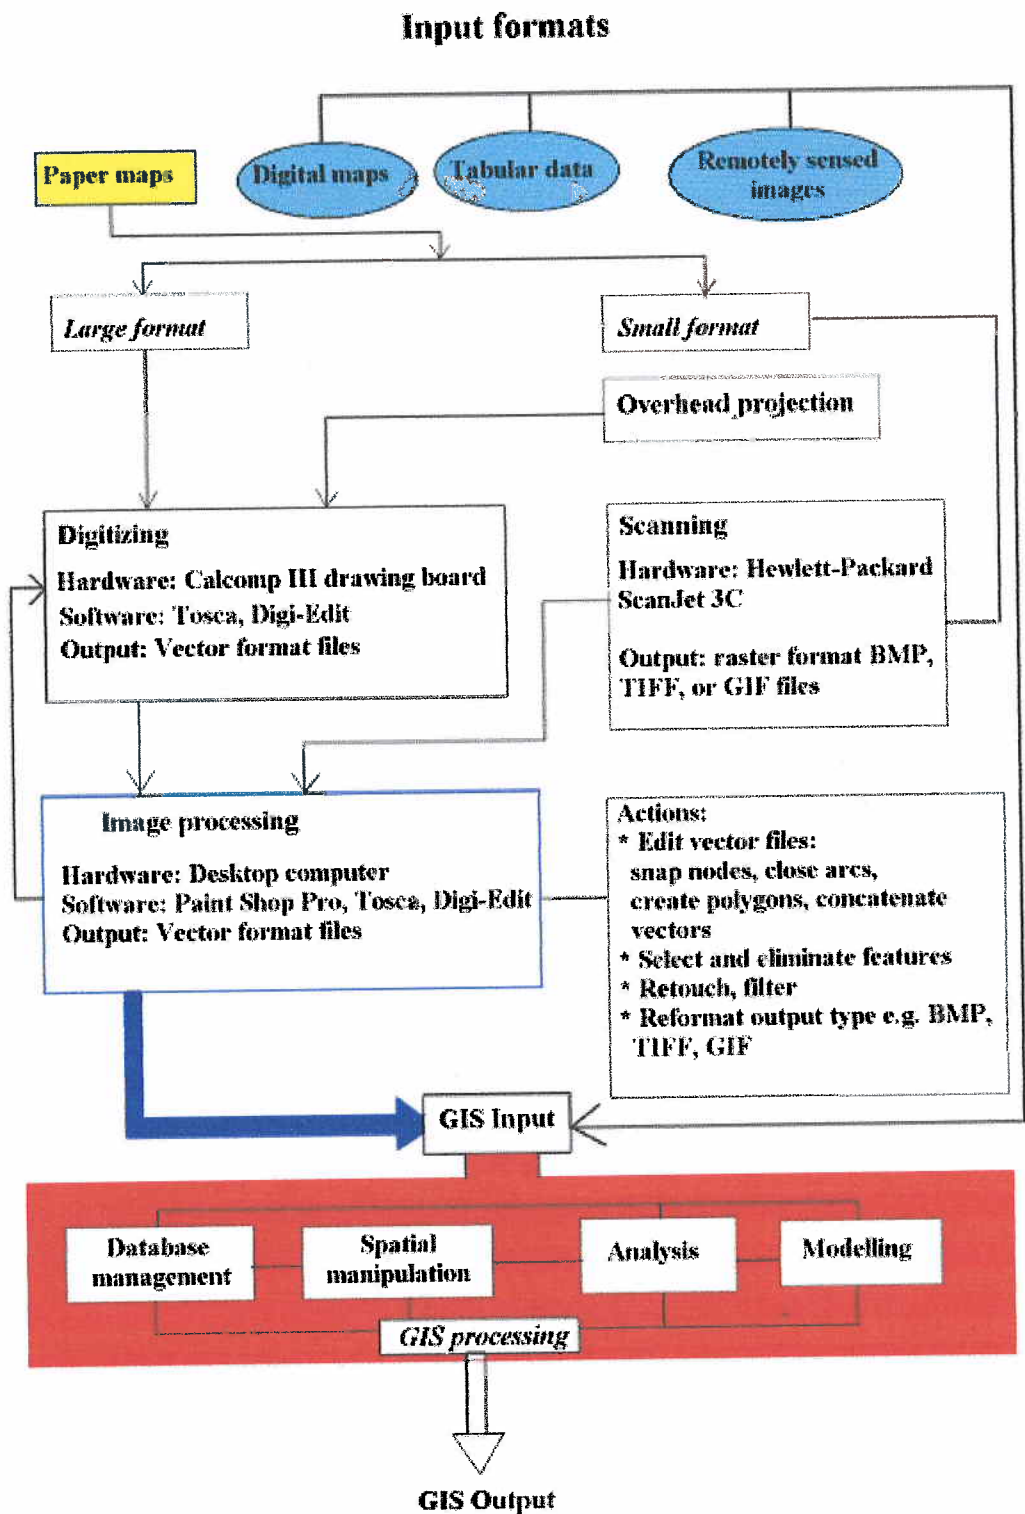 Input formats
Paper maps
Digital maps
Tabular data
Remotely sensed
images
Large format
Small format
Overhead projection
Digitizing
Hardware: Calcomp III drawing board
Software: Tosca, Digi-Edit
Output: Vector format files
Scanning
Hardware: Hewlett-Packard
ScanJet 3C
Output: raster format BMP,
TIFF, or GIF files
Image processing
Hardware: Desktop computer
Software: Paint Shop Pro, Tosca, Digi-Edit
Output: Vector format files
Actions:
* Edit vector files:
snap nodes, close arcs,
create polygons, concatenate
vectors
* Select and eliminate features
* Retouch, filter
* Reformat output type e.g. BMP,
TIFF, GIF
GIS Input
Database
management
Spatial
manipulation
Analysis
Modelling
GIS processing
GIS Output